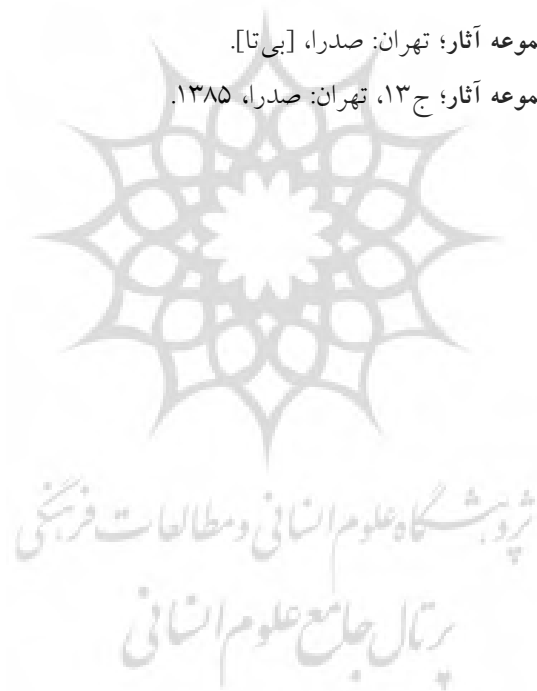 موعه آثار؛ تهران: صدرا، [بی‌تا].
موعه آثار؛ ج۱۳، تهران: صدرا، ۱۳۸۵.
پژوهشگاه علوم انسانی و مطالعات فرهنگی
پرتال جامع علوم انسانی